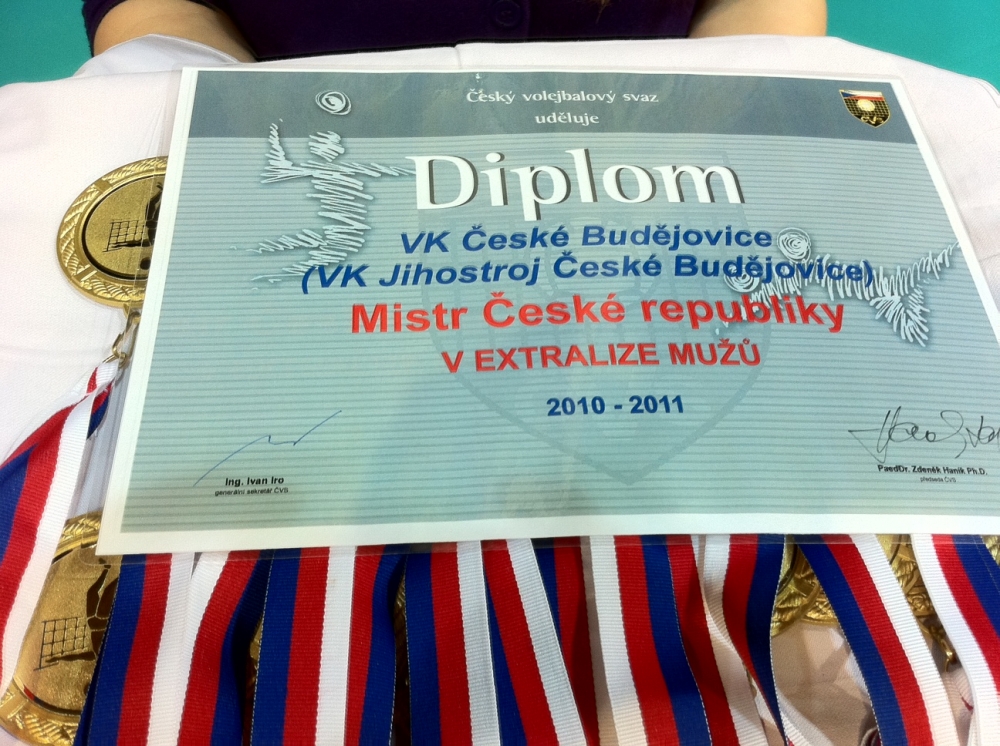 Český volejbalový svaz
uděluje
Diplom
VK České Budějovice
(VK Jihostroj České Budějovice)
Mistr České republiky
V EXTRALIZE MUŽŮ
2010 - 2011
Ing. Ivan Iro
generální sekretář ČVS
PaedDr. Zdeněk Haník Ph.D.
předseda ČVS